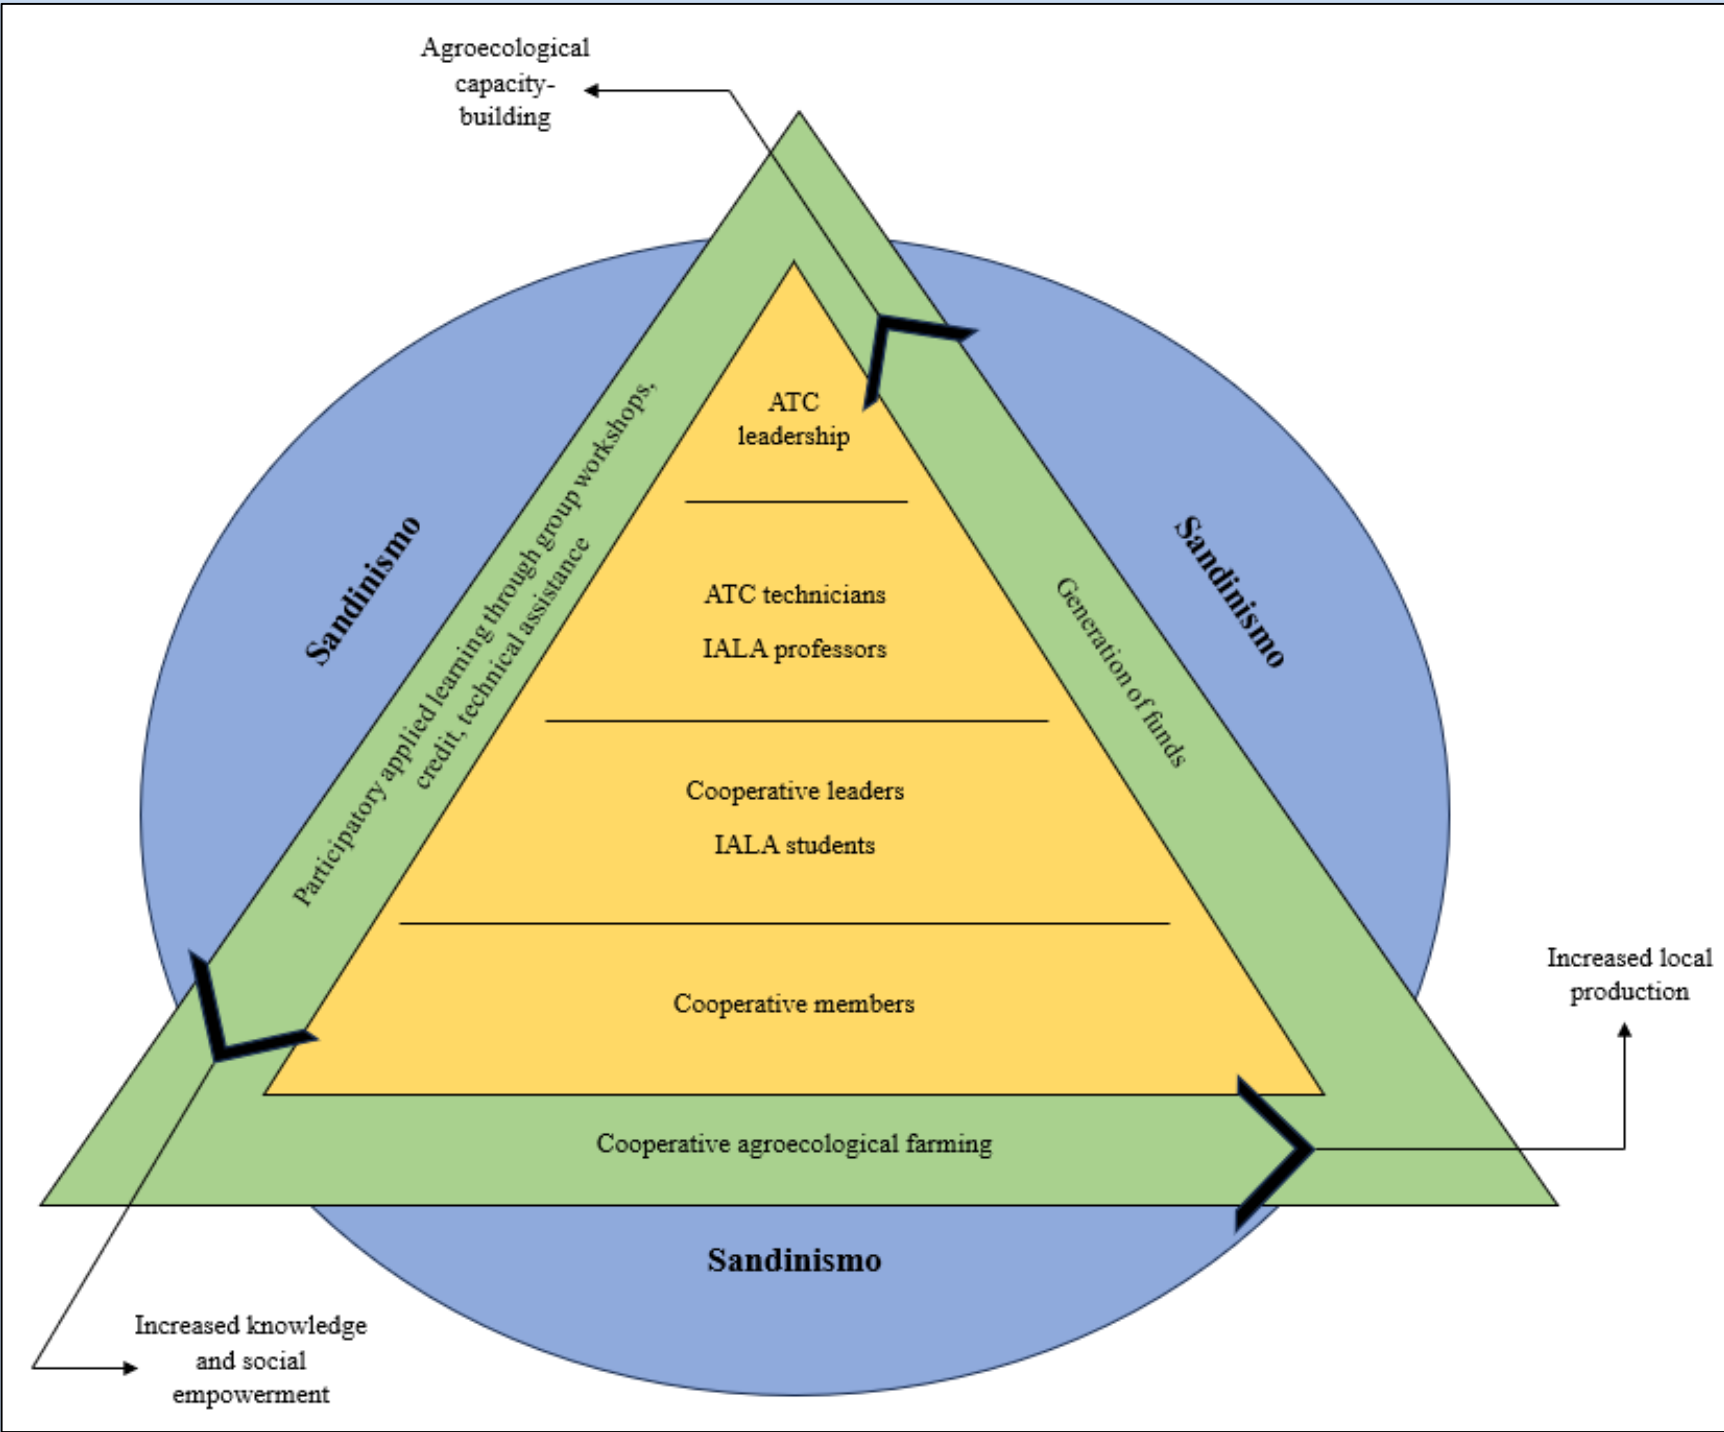 Agroecological
capacity-
building
ATC
leadership
Participatory applied learning through group workshops,
credit, technical assistance
Sandinismo
Sandinismo
ATC technicians
IALA professors
Generation of funds
Cooperative leaders
IALA students
Increased local
production
Cooperative members
Cooperative agroecological farming
Sandinismo
Increased knowledge
and social
empowerment